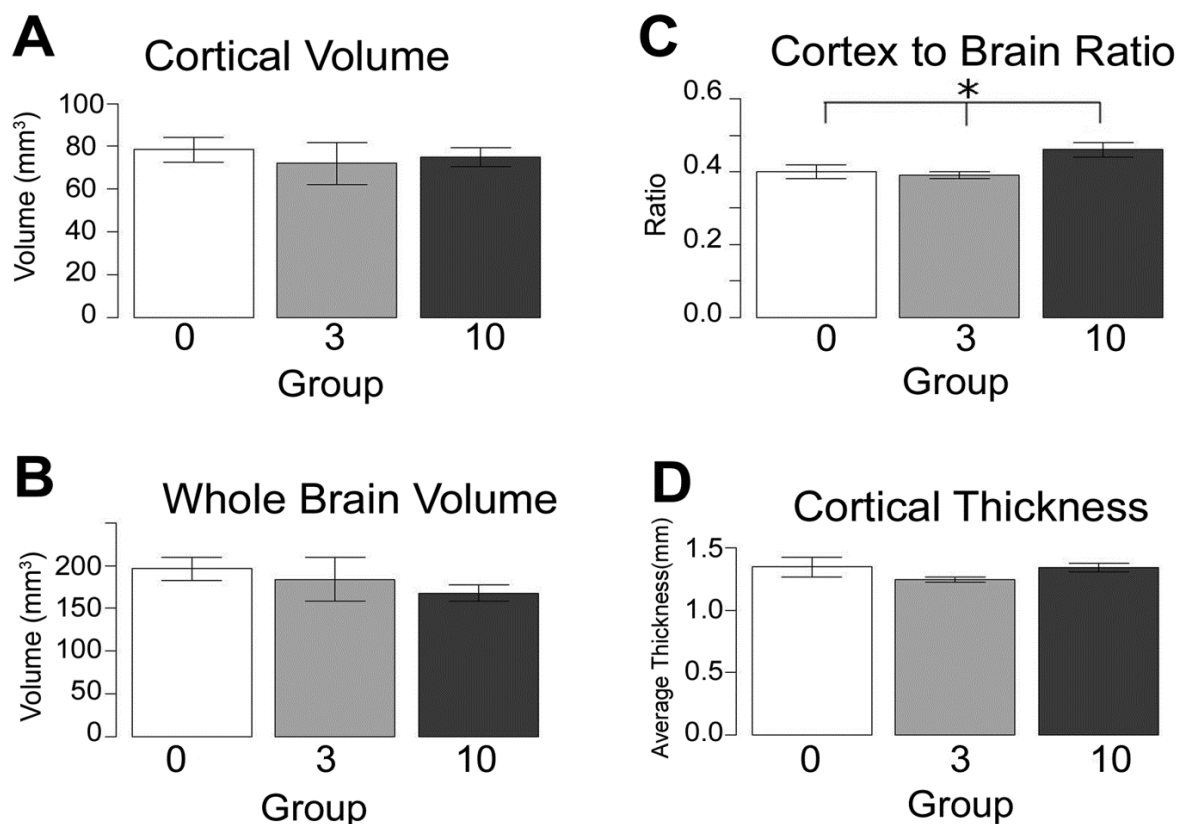 A
Cortical Volume
Volume (mm³)
100
80
60
40
20
0
0 3 10
Group
B
Whole Brain Volume
Volume (mm³)
200
150
100
50
0
0 3 10
Group
C
Cortex to Brain Ratio
*
Ratio
0.6
0.4
0.2
0.0
0 3 10
Group
D
Cortical Thickness
Average Thickness(mm)
1.5
1.0
0.5
0.0
0 3 10
Group